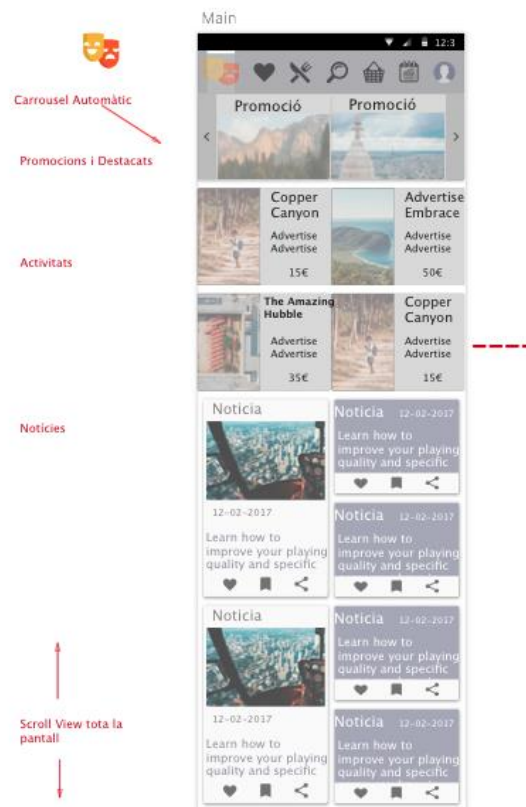 Main
12:3
Carrousel Automàtic
Promoció
Promoció
Promocions i Destacats
Activitats
Copper
Canyon
Advertise
Advertise
15€
Advertise
Embrace
Advertise
Advertise
50€
The Amazing
Hubble
Advertise
Advertise
35€
Copper
Canyon
Advertise
Advertise
15€
Notícies
Noticia
12-02-2017
Learn how to
improve your playing
quality and specific
Noticia 12-02-2017
Learn how to
improve your playing
quality and specific
Noticia 12-02-2017
Learn how to
improve your playing
quality and specific
Noticia
12-02-2017
Learn how to
improve your playing
quality and specific
Noticia 12-02-2017
Learn how to
improve your playing
quality and specific
Noticia 12-02-2017
Learn how to
improve your playing
quality and specific
Scroll View tota la
pantall